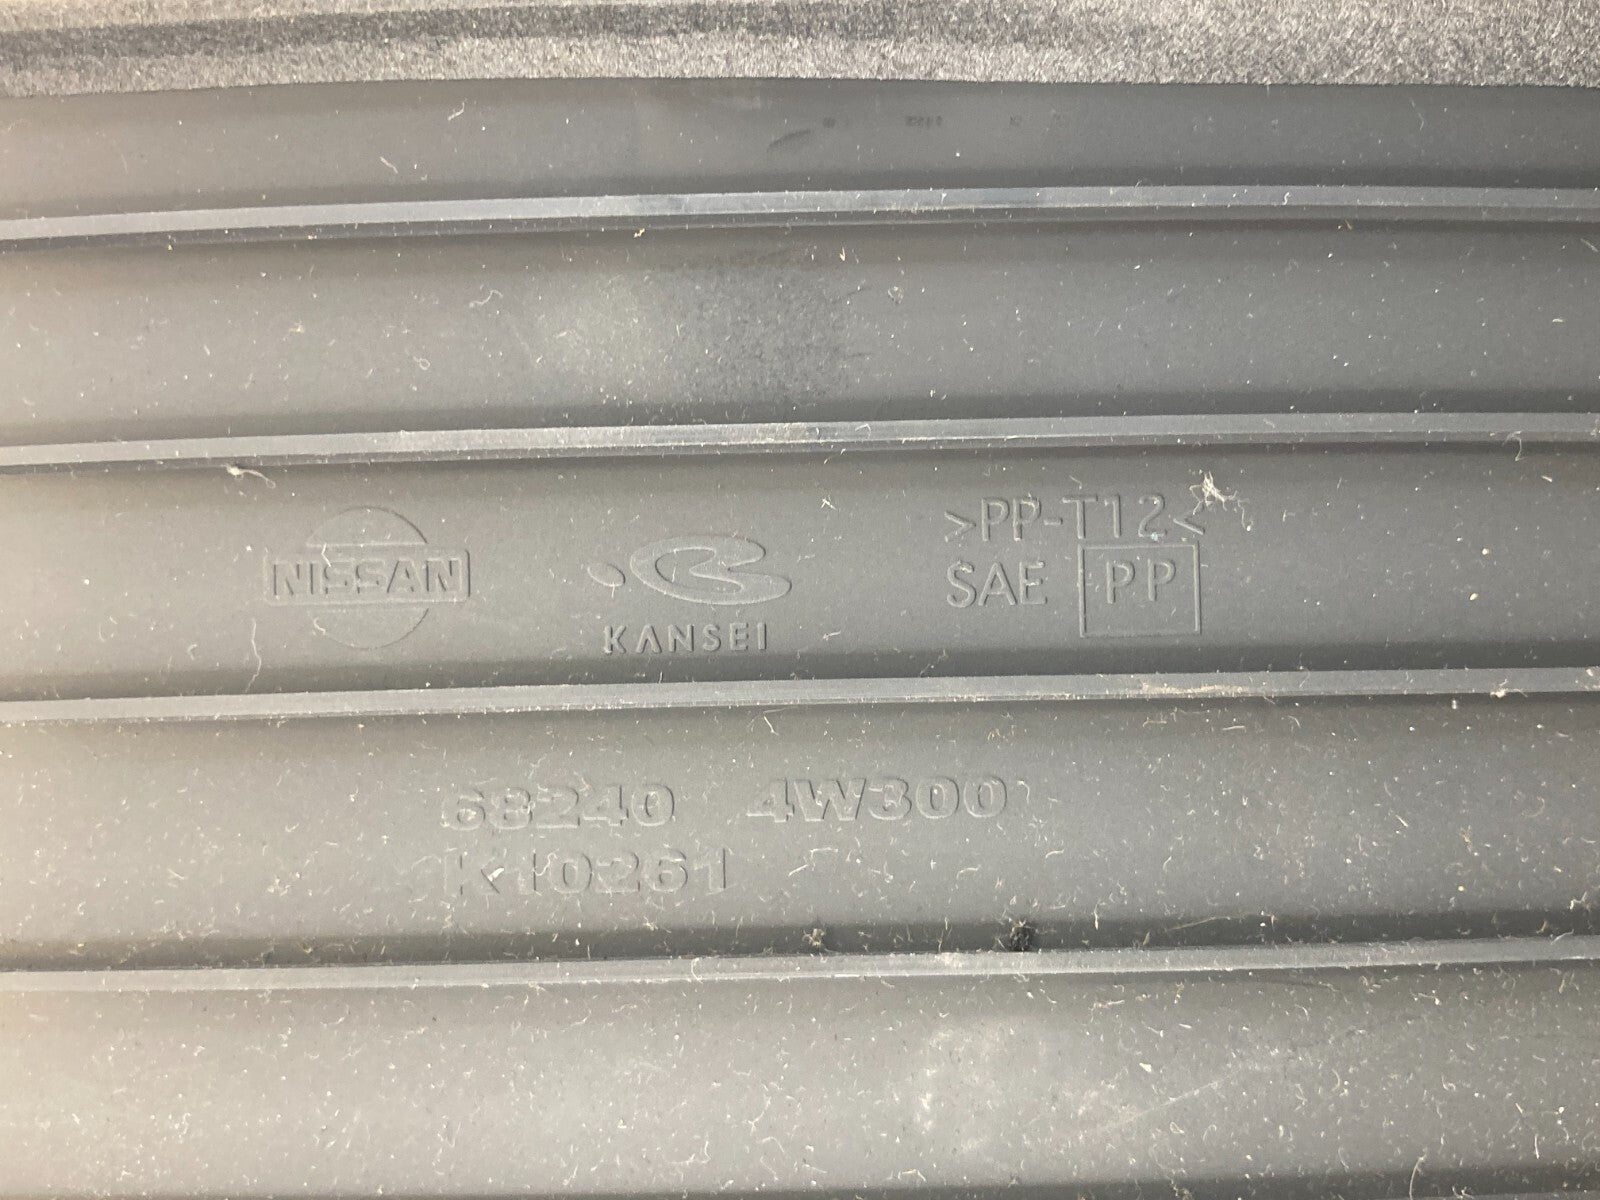 NISSAN
KANSEI
>PP-T12<
SAE PP
68240 4W300
K10261